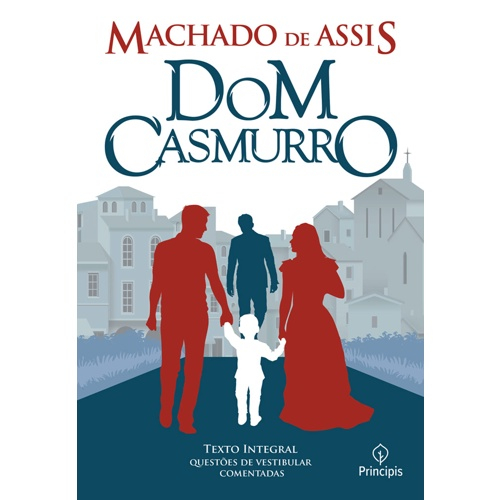 MACHADO DE ASSIS
DOM
CASMURRO
TEXTO INTEGRAL
QUESTÕES DE VESTIBULAR
COMENTADAS
Principis